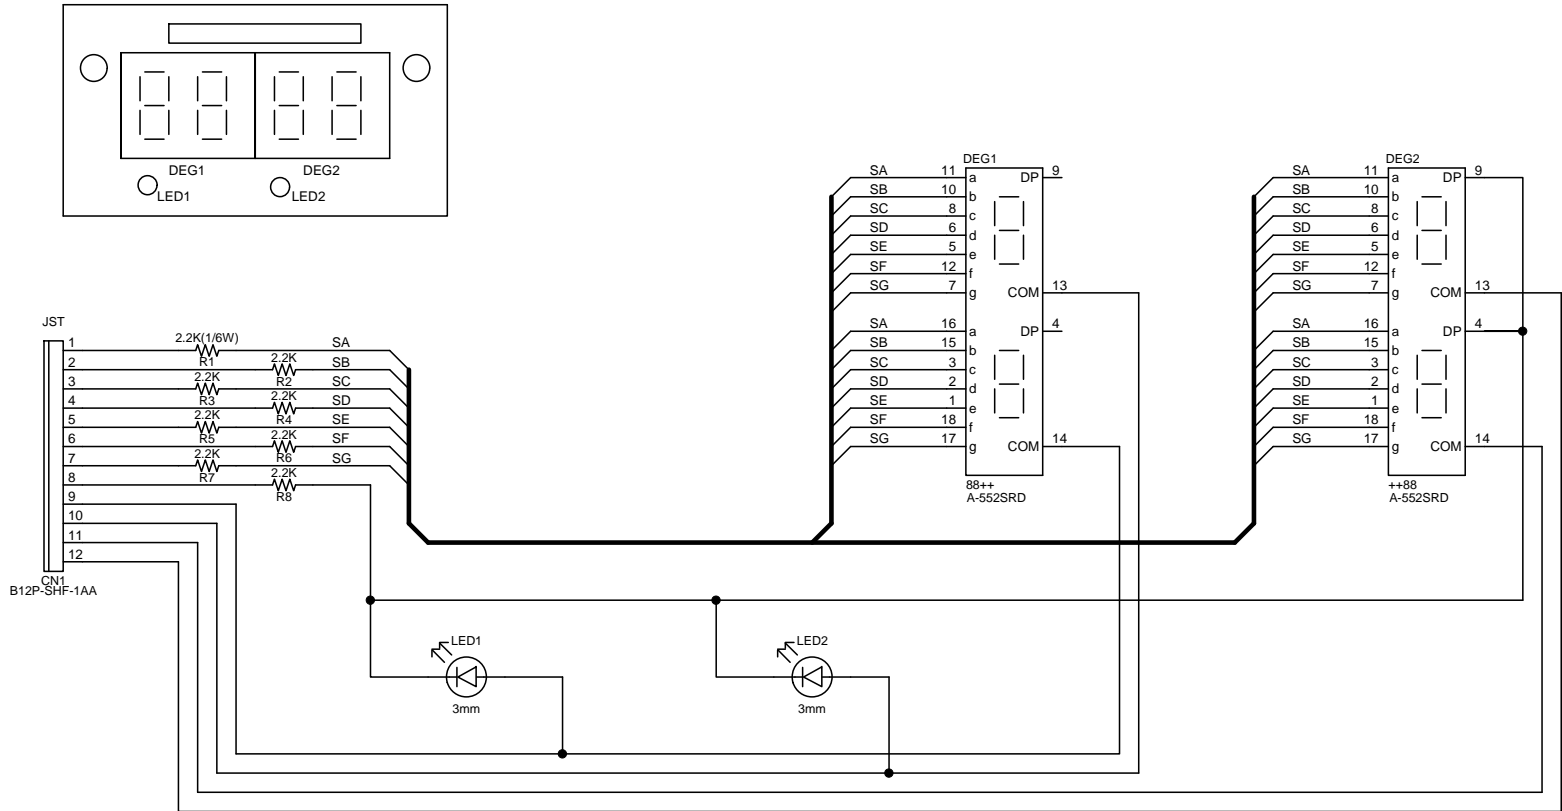 DEG1 DEG2
LED1 LED2
DEG1
SA 11 a DP 9
SB 10 b
SC 8 c
SD 6 d
SE 5 e
SF 12 f
SG 7 g COM 13
SA 16 a DP 4
SB 15 b
SC 3 c
SD 2 d
SE 1 e
SF 18 f
SG 17 g COM 14
88++
A-552SRD
DEG2
SA 11 a DP 9
SB 10 b
SC 8 c
SD 6 d
SE 5 e
SF 12 f
SG 7 g COM 13
SA 16 a DP 4
SB 15 b
SC 3 c
SD 2 d
SE 1 e
SF 18 f
SG 17 g COM 14
++88
A-552SRD
JST
1 2.2K(1/6W) R1 SA
2 2.2K R2 SB
3 2.2K R3 SC
4 2.2K R4 SD
5 2.2K R5 SE
6 2.2K R6 SF
7 2.2K R7 SG
8 2.2K R8
9
10
11
12
CN1
B12P-SHF-1AA
LED1
3mm
LED2
3mm